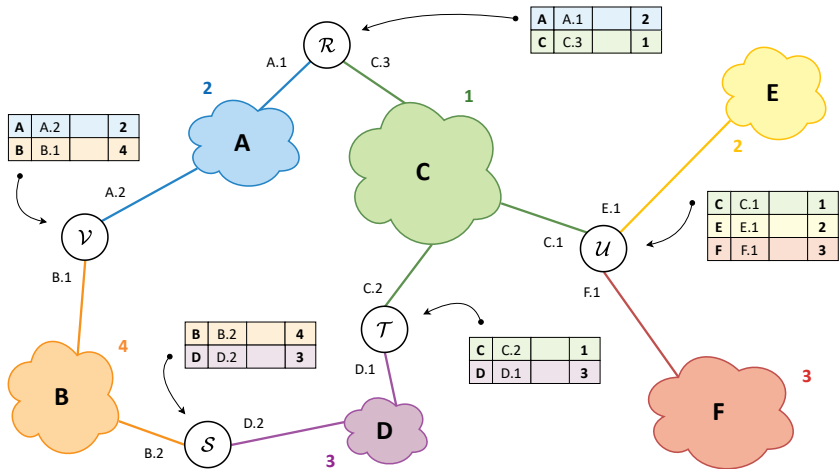 R
A A.1 2
C C.3 1
A.1
C.3
2
A
1
C
E
2
A A.2 2
B B.1 4
A.2
V
B.1
E.1
C.1
U
F.1
C C.1 1
E E.1 2
F F.1 3
C.2
T
D.1
B B.2 4
D D.2 3
C C.2 1
D D.1 3
4
B
B.2
S
D.2
D
3
F
3